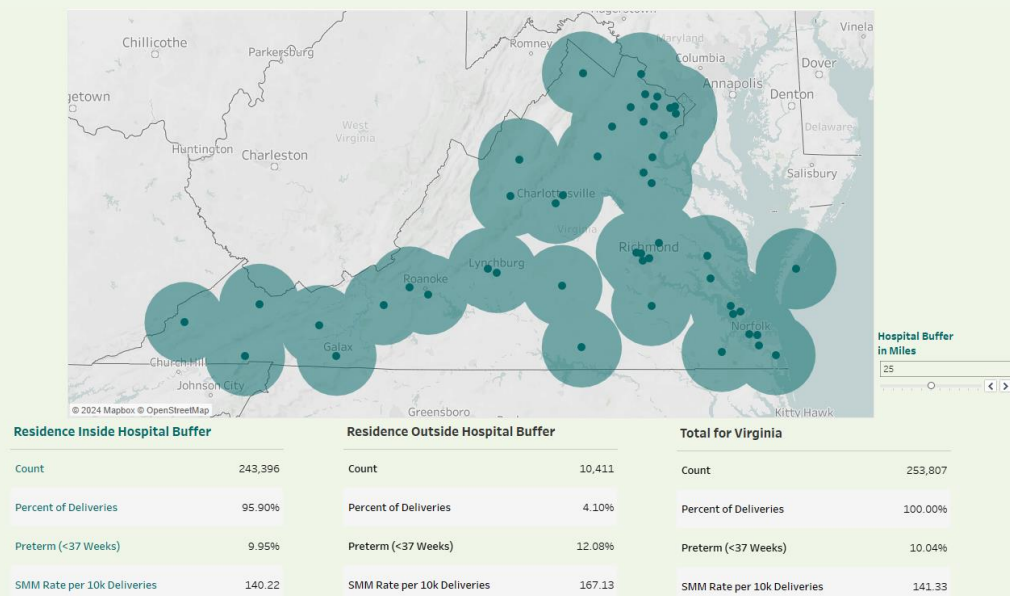 Hagerstown
Vinela
Chillicothe
Parkersburg
Romney
Maryland
Columbia
Dover
Annapolis
getown
Denton
West
Virginia
Delaware
Huntington
Charleston
Salisbury
Charlottesville
Virginia
Richmond
Lynchburg
Roanoke
Norfolk
Galax
Church Hill
Johnson City
Greensboro
Kitty Hawk
© 2024 Mapbox © OpenStreetMap
Hospital Buffer
in Miles
25
Residence Inside Hospital Buffer
Count 243,396
Percent of Deliveries 95.90%
Preterm (<37 Weeks) 9.95%
SMM Rate per 10k Deliveries 140.22
Residence Outside Hospital Buffer
Count 10,411
Percent of Deliveries 4.10%
Preterm (<37 Weeks) 12.08%
SMM Rate per 10k Deliveries 167.13
Total for Virginia
Count 253,807
Percent of Deliveries 100.00%
Preterm (<37 Weeks) 10.04%
SMM Rate per 10k Deliveries 141.33